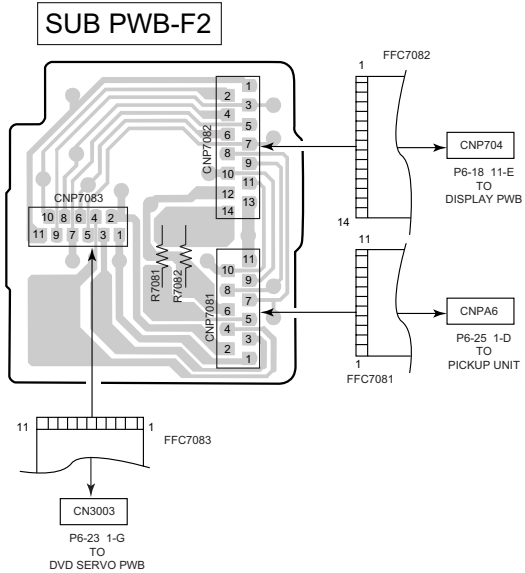 SUB PWB-F2
FFC7082
1
14
CNP704
P6-18 11-E
TO
DISPLAY PWB
CNP7082
1
2
3
4
5
6
7
8
9
10
11
12
13
14
CNP7083
10 8 6 4 2
11 9 7 5 3 1
R7081
R7082
CNP7081
11
10
9
8
7
6
5
4
3
2
1
11
1
FFC7081
CNPA6
P6-25 1-D
TO
PICKUP UNIT
11
1
FFC7083
CN3003
P6-23 1-G
TO
DVD SERVO PWB